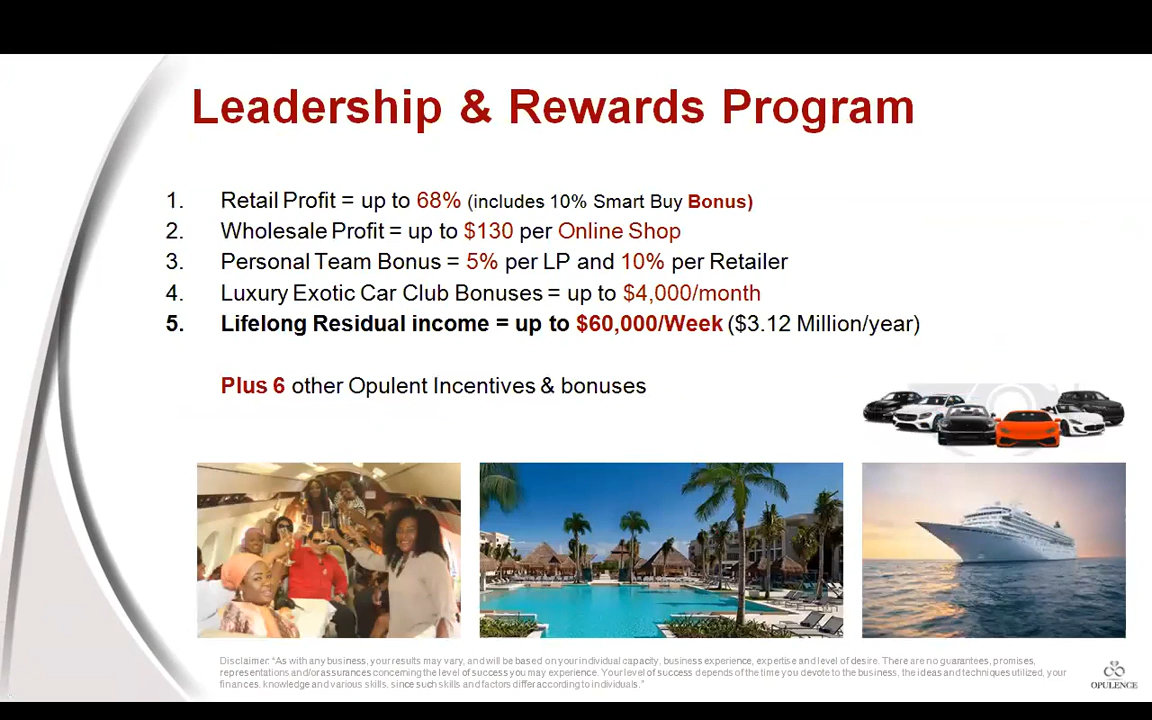 Leadership & Rewards Program
1. Retail Profit = up to 68% (includes 10% Smart Buy Bonus)
2. Wholesale Profit = up to $130 per Online Shop
3. Personal Team Bonus = 5% per LP and 10% per Retailer
4. Luxury Exotic Car Club Bonuses = up to $4,000/month
5. Lifelong Residual income = up to $60,000/Week ($3.12 Million/year)
Plus 6 other Opulent Incentives & bonuses
Disclaimer: "As with any business, your results may vary, and will be based on your individual capacity, business experience, expertise and level of desire. There are no guarantees, promises,
representations and/or assurances concerning the level of success you may experience. Your level of success depends of the time you devote to the business, the ideas and techniques utilized, your
finances, knowledge and various skills, since such skills and factors differ according to individuals."
OPULENCE